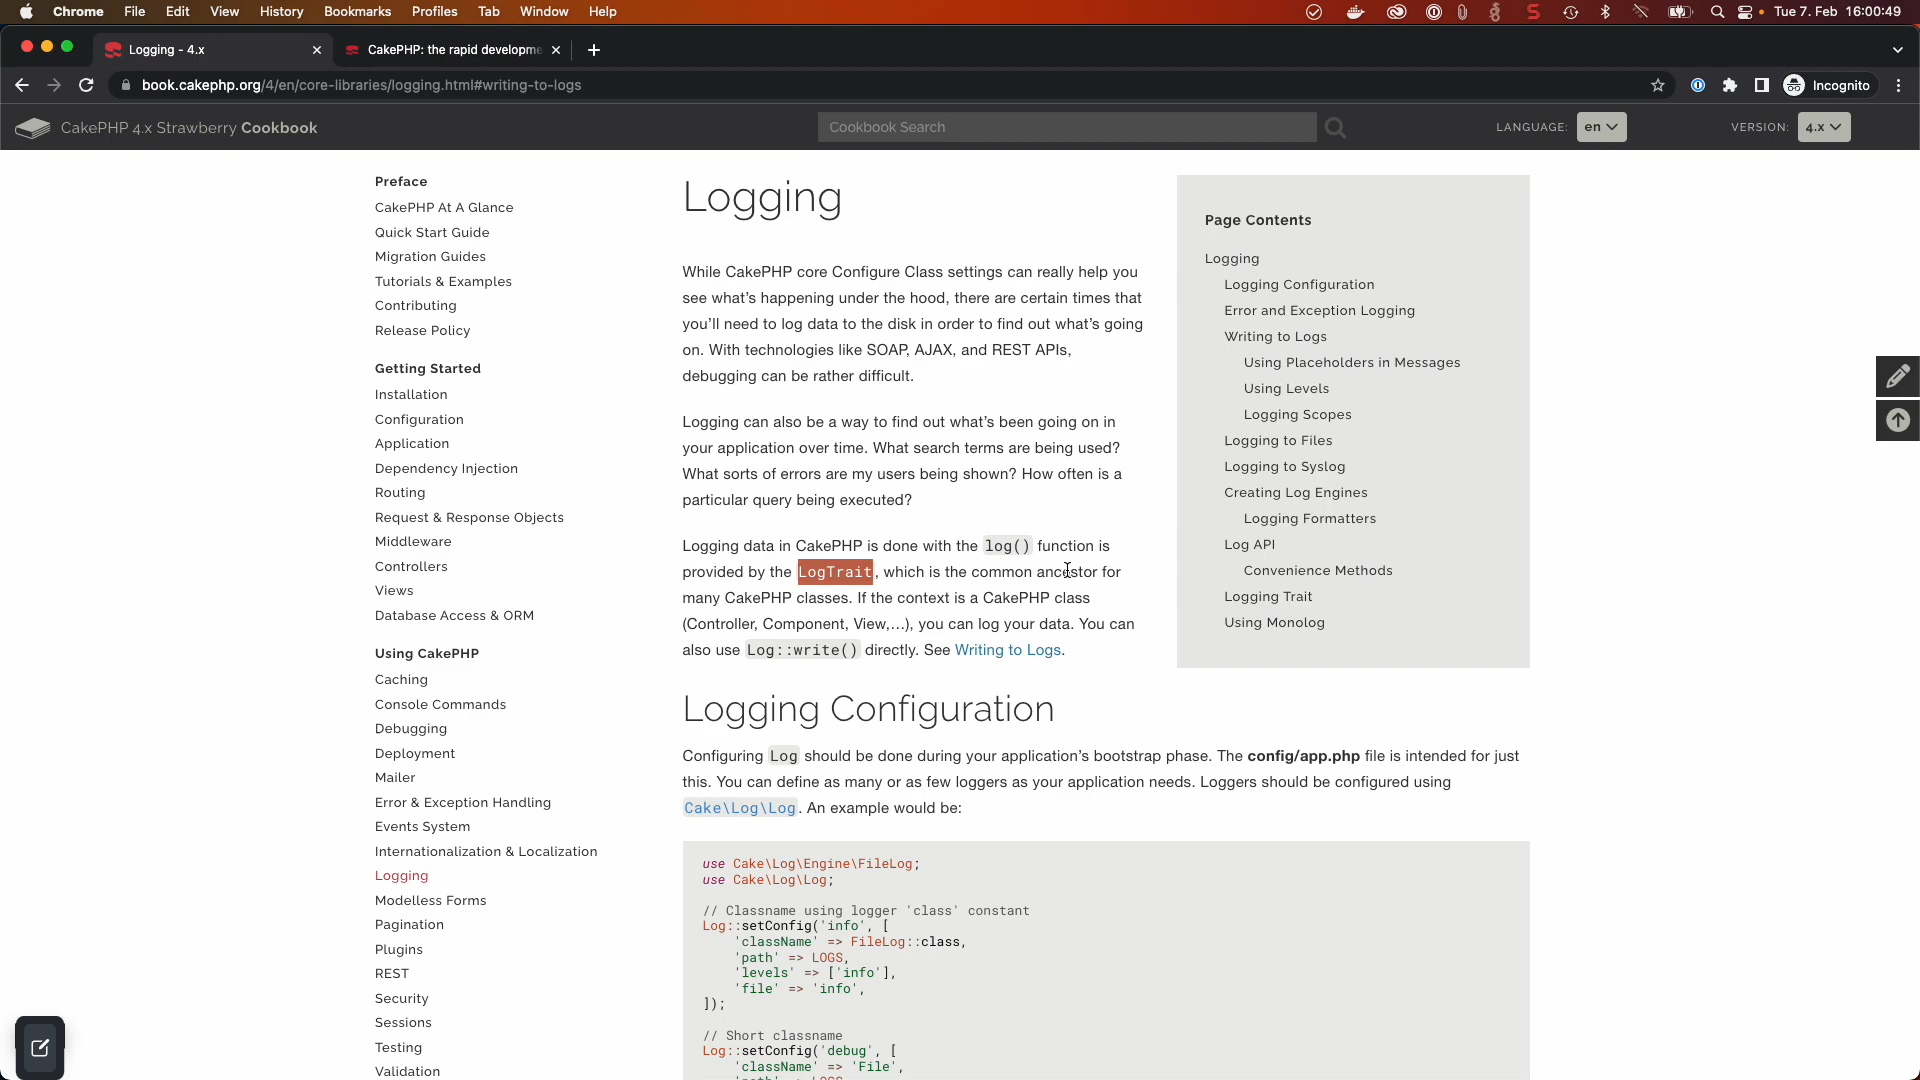 Chrome File Edit View History Bookmarks Profiles Tab Window Help Tue 7. Feb 16:00:49
Logging - 4.x CakePHP: the rapid developme
book.cakephp.org/4/en/core-libraries/logging.html#writing-to-logs Incognito
CakePHP 4.x Strawberry Cookbook Cookbook Search LANGUAGE: en VERSION: 4.x
Preface
CakePHP At A Glance
Quick Start Guide
Migration Guides
Tutorials & Examples
Contributing
Release Policy
Getting Started
Installation
Configuration
Application
Dependency Injection
Routing
Request & Response Objects
Middleware
Controllers
Views
Database Access & ORM
Using CakePHP
Caching
Console Commands
Debugging
Deployment
Mailer
Error & Exception Handling
Events System
Internationalization & Localization
Logging
Modelless Forms
Pagination
Plugins
REST
Security
Sessions
Testing
Validation
Logging
While CakePHP core Configure Class settings can really help you
see what’s happening under the hood, there are certain times that
you’ll need to log data to the disk in order to find out what’s going
on. With technologies like SOAP, AJAX, and REST APIs,
debugging can be rather difficult.
Logging can also be a way to find out what’s been going on in
your application over time. What search terms are being used?
What sorts of errors are my users being shown? How often is a
particular query being executed?
Logging data in CakePHP is done with the log() function is
provided by the LogTrait, which is the common ancestor for
many CakePHP classes. If the context is a CakePHP class
(Controller, Component, View,…), you can log your data. You can
also use Log::write() directly. See Writing to Logs.
Page Contents
Logging
Logging Configuration
Error and Exception Logging
Writing to Logs
Using Placeholders in Messages
Using Levels
Logging Scopes
Logging to Files
Logging to Syslog
Creating Log Engines
Logging Formatters
Log API
Convenience Methods
Logging Trait
Using Monolog
Logging Configuration
Configuring Log should be done during your application’s bootstrap phase. The config/app.php file is intended for just
this. You can define as many or as few loggers as your application needs. Loggers should be configured using
Cake\Log\Log. An example would be:
use Cake\Log\Engine\FileLog;
use Cake\Log\Log;
// Classname using logger 'class' constant
Log::setConfig('info', [
'className' => FileLog::class,
'path' => LOGS,
'levels' => ['info'],
'file' => 'info',
]);
// Short classname
Log::setConfig('debug', [
'className' => 'File',